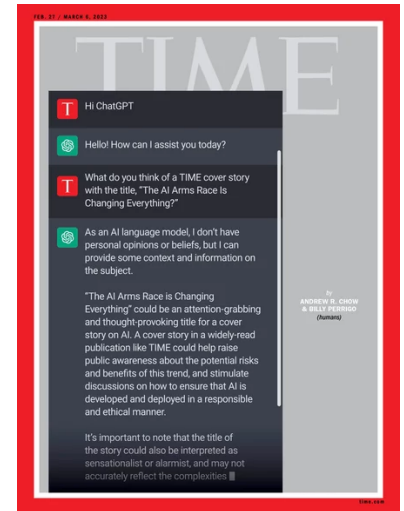 FEB. 27 / MARCH 6, 2023
TIME
T Hi ChatGPT
Hello! How can I assist you today?
T What do you think of a TIME cover story
with the title, “The AI Arms Race Is
Changing Everything?”
As an AI language model, I don't have
personal opinions or beliefs, but I can
provide some context and information on
the subject.
“The AI Arms Race is Changing
Everything” could be an attention-grabbing
and thought-provoking title for a cover
story on AI. A cover story in a widely-read
publication like TIME could help raise
public awareness about the potential risks
and benefits of this trend, and stimulate
discussions on how to ensure that AI is
developed and deployed in a responsible
and ethical manner.
It's important to note that the title of
the story could also be interpreted as
sensationalist or alarmist, and may not
accurately reflect the complexities
by
ANDREW R. CHOW
& BILLY PERRIGO
(humans)
time.com